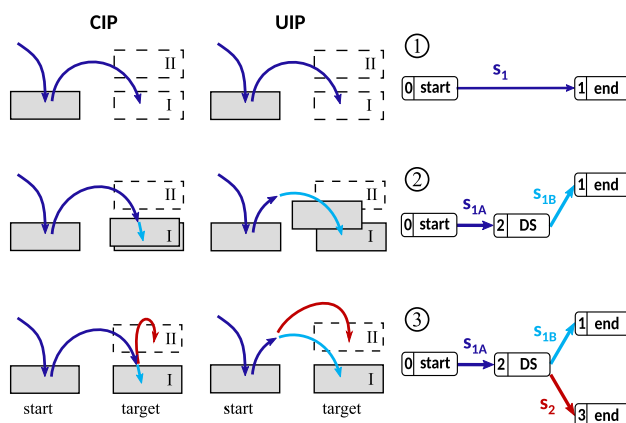 CIP UIP
II II ①
I I
0 start S1 1 end
II II ②
I I
0 start S1A 2 DS S1B 1 end
II II ③
I I
0 start S1A 2 DS S1B 1 end
S2 3 end
start target start target